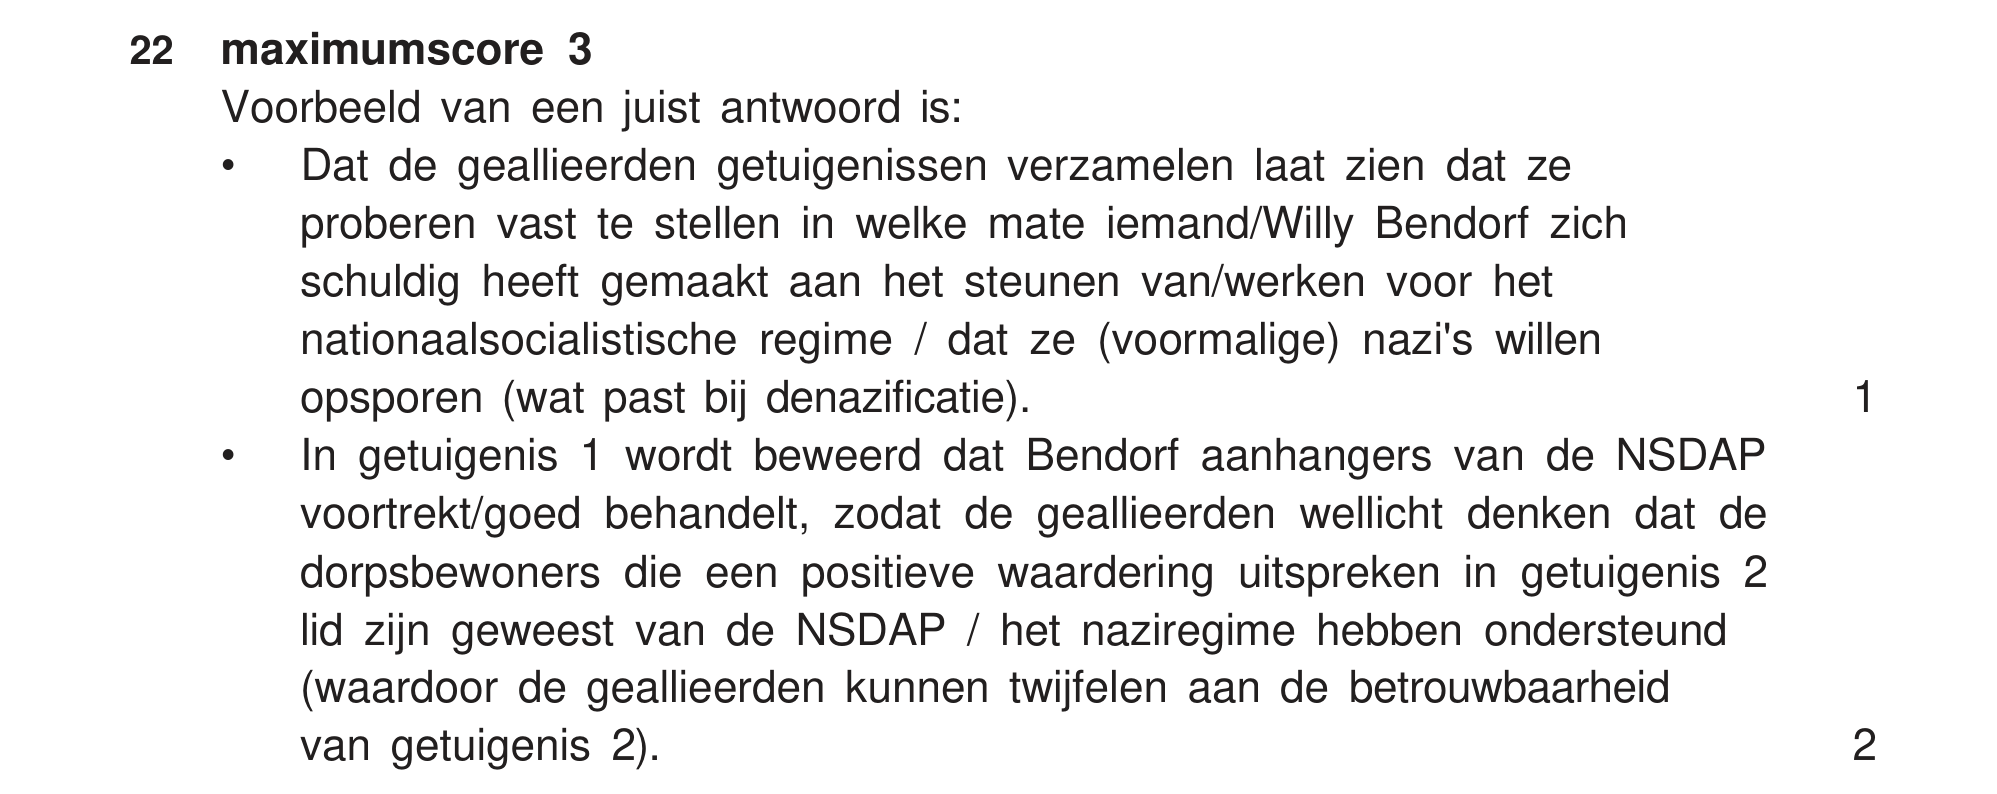 22 maximumscore 3
Voorbeeld van een juist antwoord is:
• Dat de geallieerden getuigenissen verzamelen laat zien dat ze
proberen vast te stellen in welke mate iemand/Willy Bendorf zich
schuldig heeft gemaakt aan het steunen van/werken voor het
nationaalsocialistische regime / dat ze (voormalige) nazi's willen
opsporen (wat past bij denazificatie). 1
• In getuigenis 1 wordt beweerd dat Bendorf aanhangers van de NSDAP
voortrekt/goed behandelt, zodat de geallieerden wellicht denken dat de
dorpsbewoners die een positieve waardering uitspreken in getuigenis 2
lid zijn geweest van de NSDAP / het naziregime hebben ondersteund
(waardoor de geallieerden kunnen twijfelen aan de betrouwbaarheid
van getuigenis 2). 2